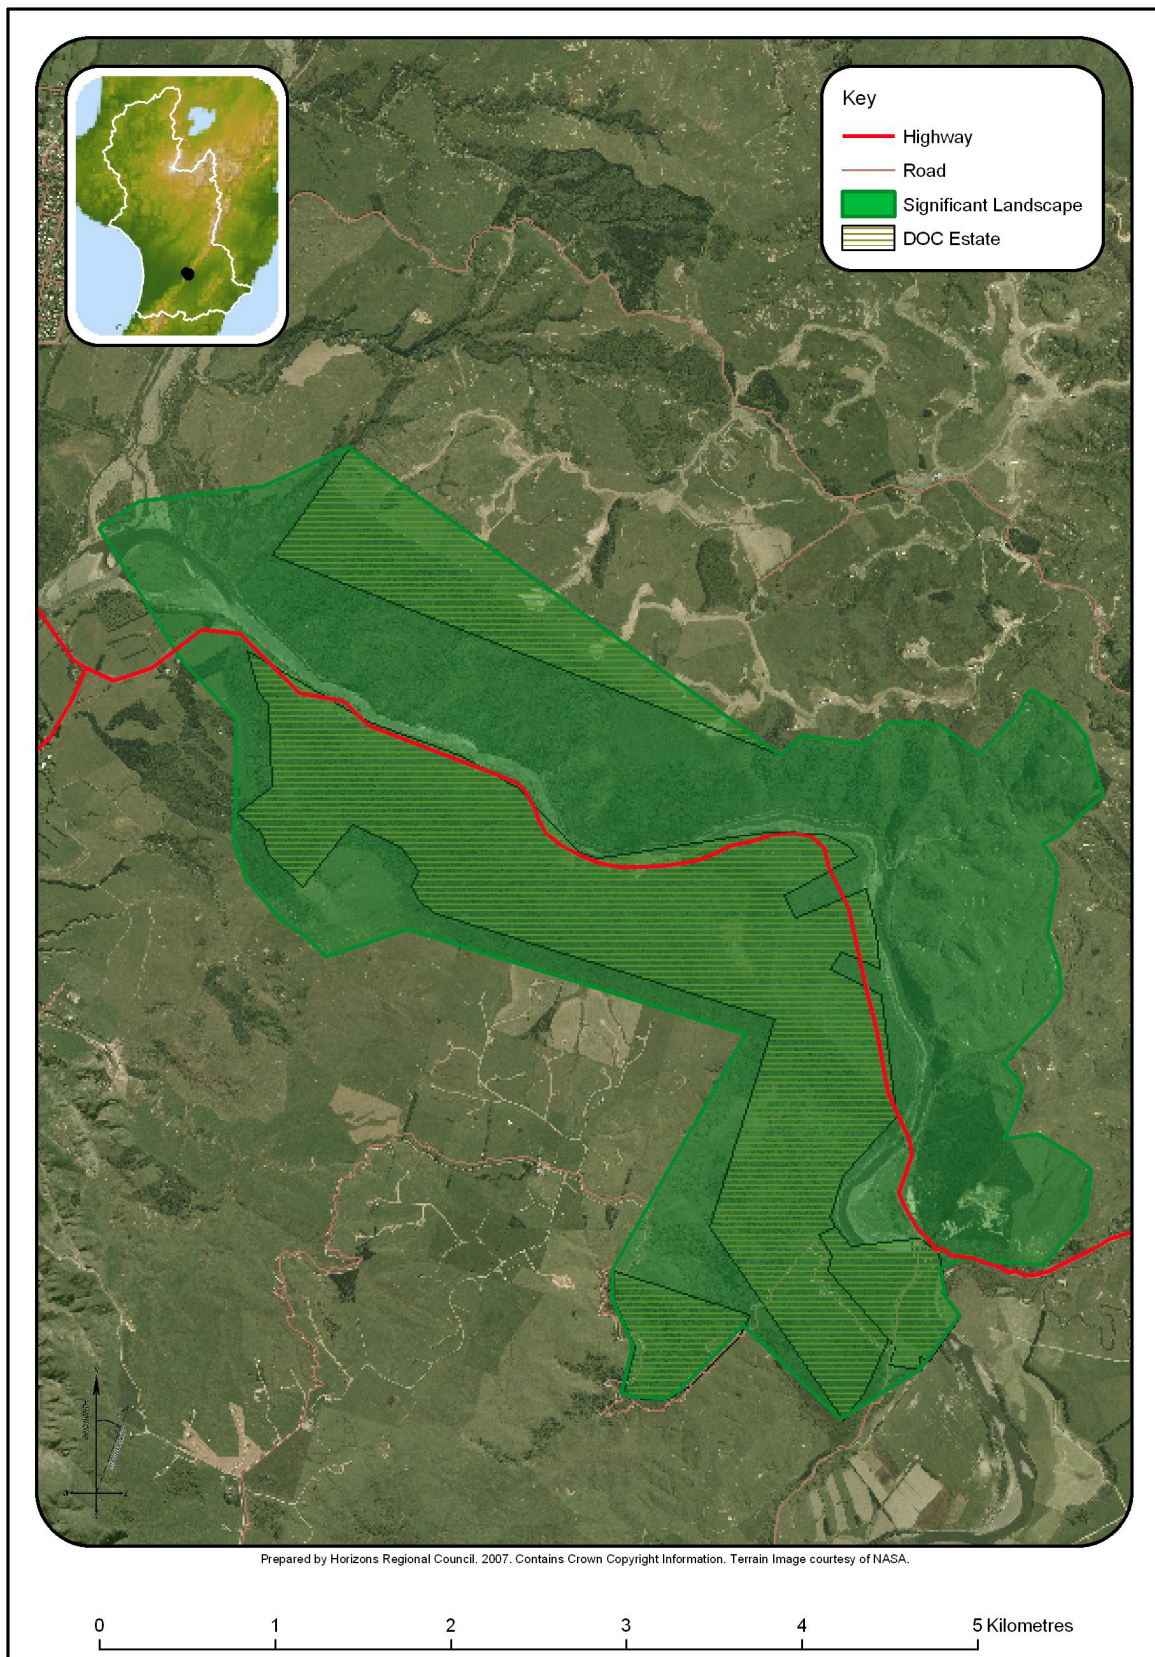 Key
Highway
Road
Significant Landscape
DOC Estate
Prepared by Horizons Regional Council. 2007. Contains Crown Copyright Information. Terrain Image courtesy of NASA.
0 1 2 3 4 5 Kilometres